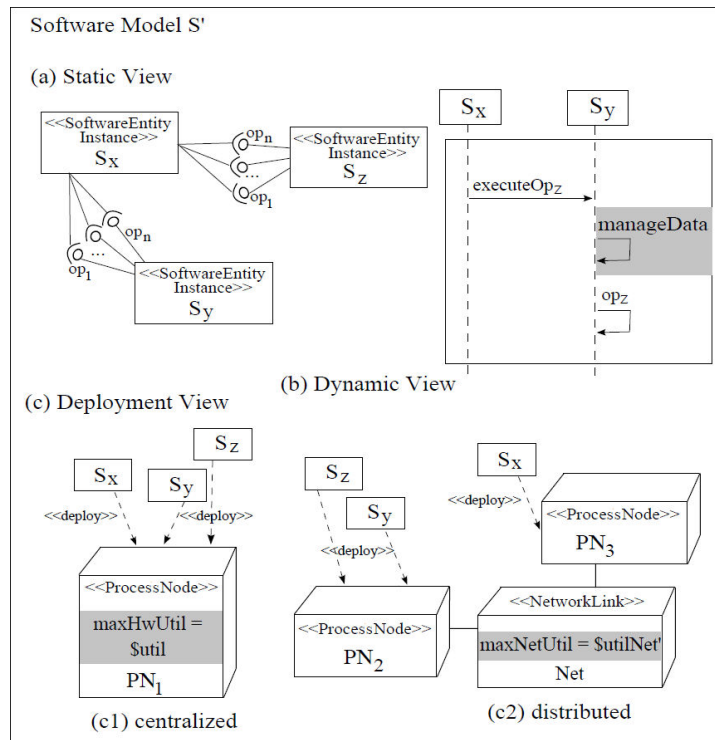 Software Model S'
(a) Static View
<<SoftwareEntity
Instance>>
Sx
opn
...
op1
<<SoftwareEntity
Instance>>
Sz
opn
...
op1
<<SoftwareEntity
Instance>>
Sy
Sx
Sy
executeOpz
manageData
opz
(b) Dynamic View
(c) Deployment View
Sx
Sy
Sz
<<deploy>>
<<deploy>>
<<ProcessNode>>
maxHwUtil =
$util
PN1
(c1) centralized
Sz
Sy
<<deploy>>
<<ProcessNode>>
PN2
Sx
<<deploy>>
<<ProcessNode>>
PN3
<<NetworkLink>>
maxNetUtil = $utilNet'
Net
(c2) distributed